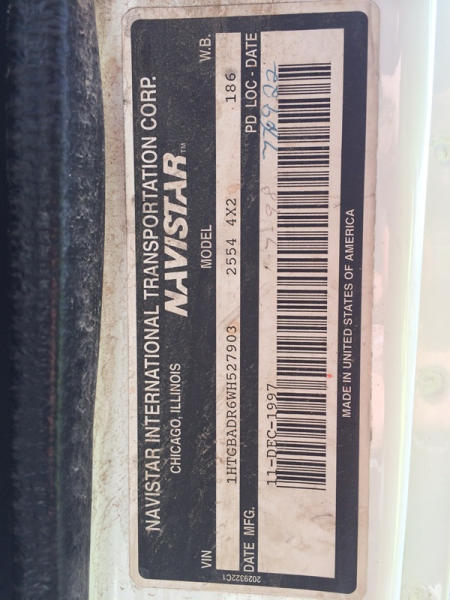 NAVISTAR INTERNATIONAL TRANSPORTATION CORP.
CHICAGO, ILLINOIS NAVISTAR™
VIN MODEL W.B.
1HTGBADR6WH527903 2554 4X2 186
DATE MFG. PD LOC - DATE
11-DEC-1997
MADE IN UNITED STATES OF AMERICA
2029322C1